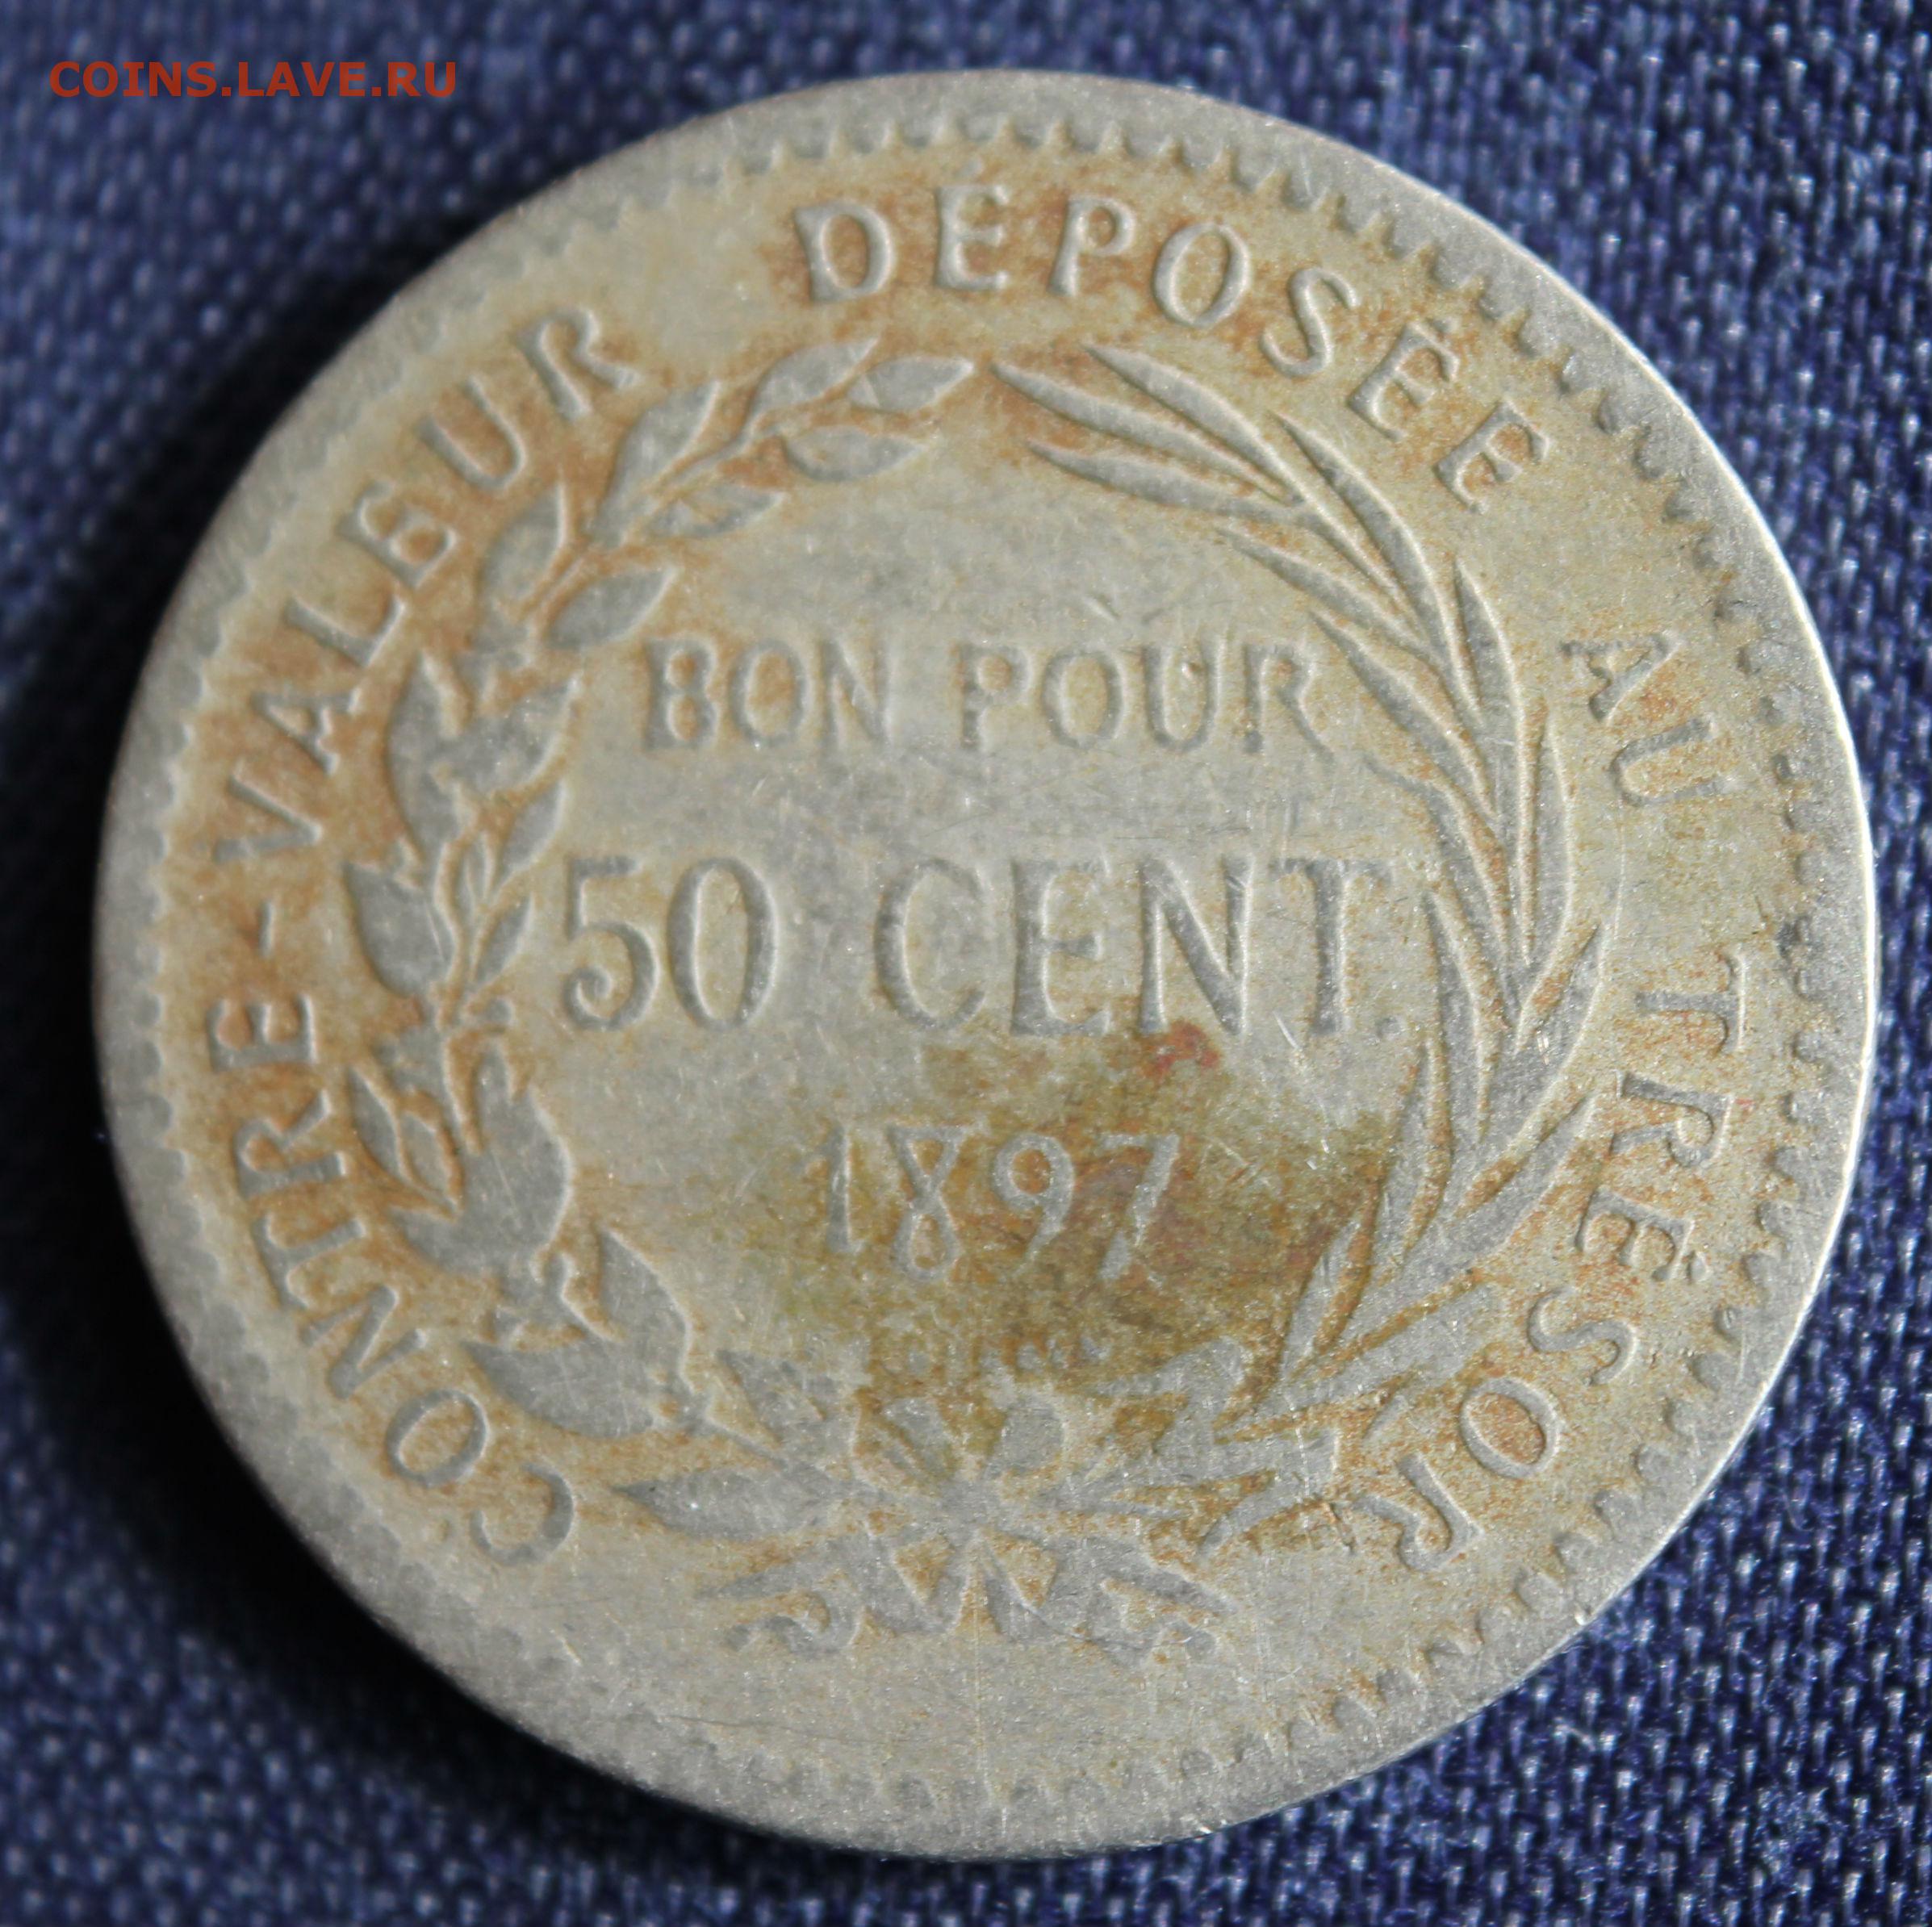 COINS.LAVE.RU
CONTRE-VALEUR DÉPOSÉE AU TRÉSOR
BON POUR
50 CENT.
1897